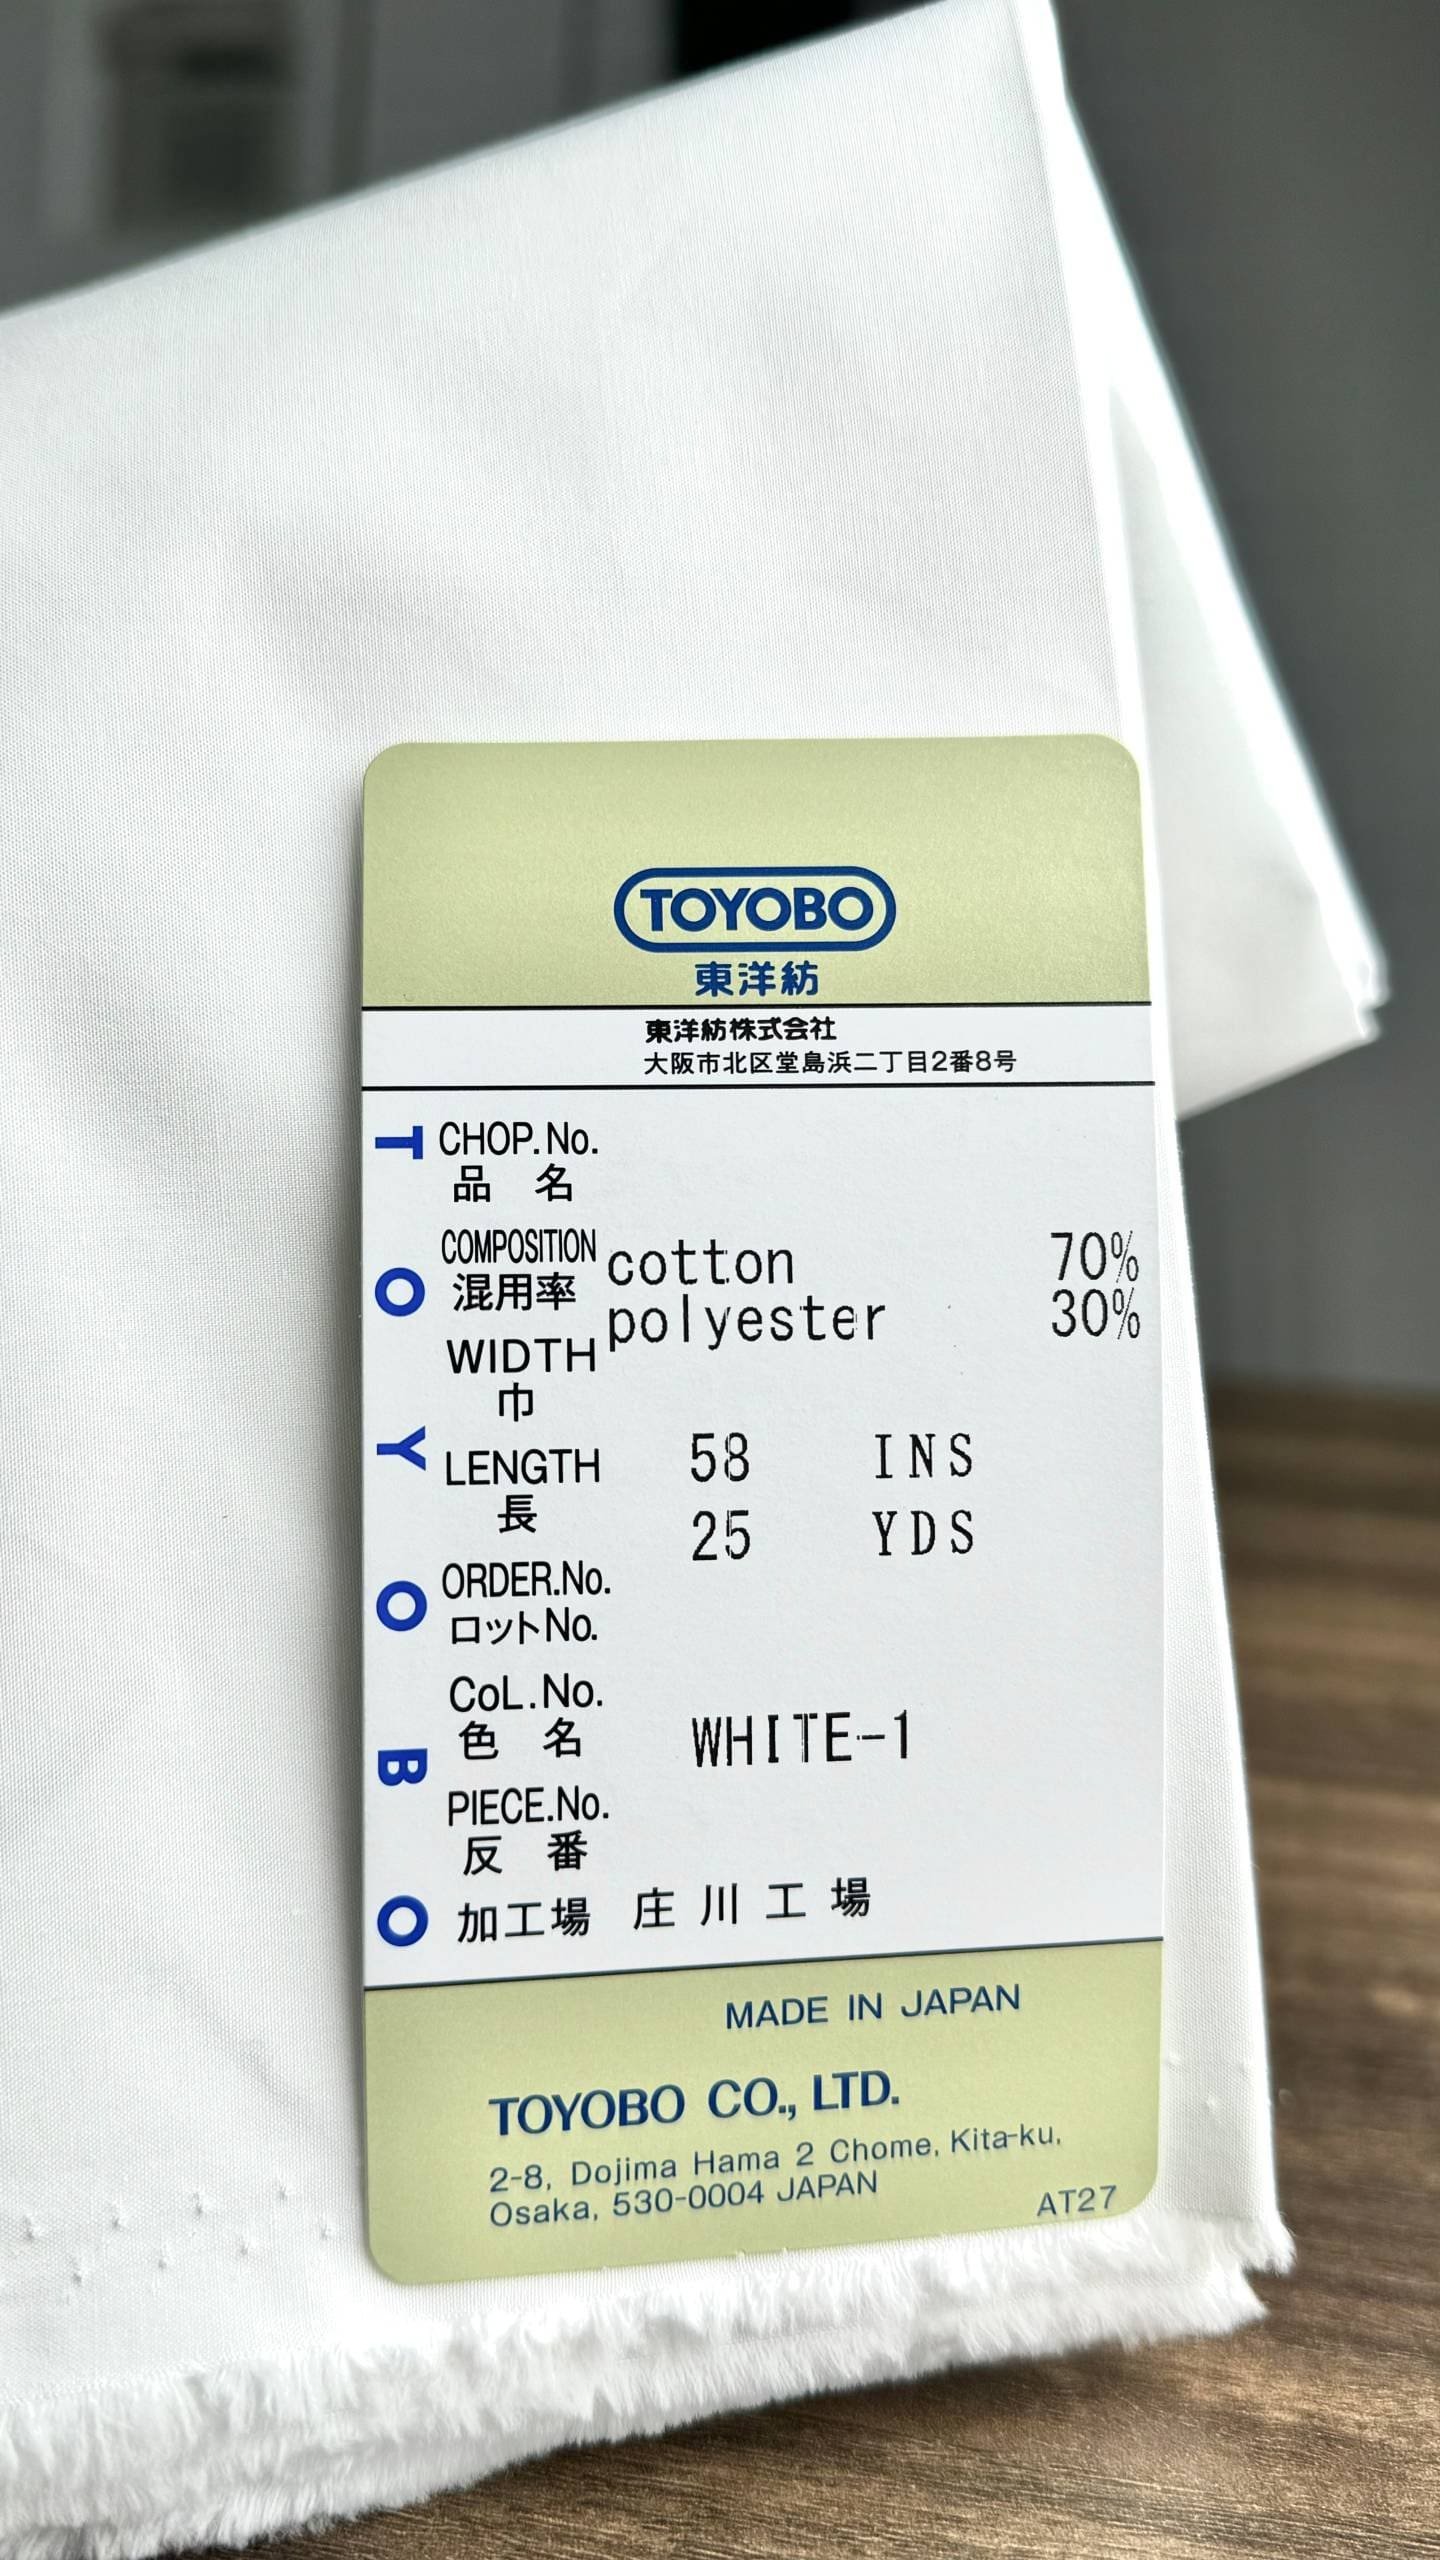 TOYOBO
東洋紡
東洋紡株式会社
大阪市北区堂島浜二丁目2番8号
TOYOBO
CHOP.No.
品 名
COMPOSITION cotton 70%
混用率 polyester 30%
WIDTH
巾
58 INS
LENGTH
長
25 YDS
ORDER.No.
ロットNo.
CoL.No.
色 名
WHITE-1
PIECE.No.
反 番
加工場 庄川工場
MADE IN JAPAN
TOYOBO CO., LTD.
2-8, Dojima Hama 2 Chome, Kita-ku,
Osaka, 530-0004 JAPAN
AT27